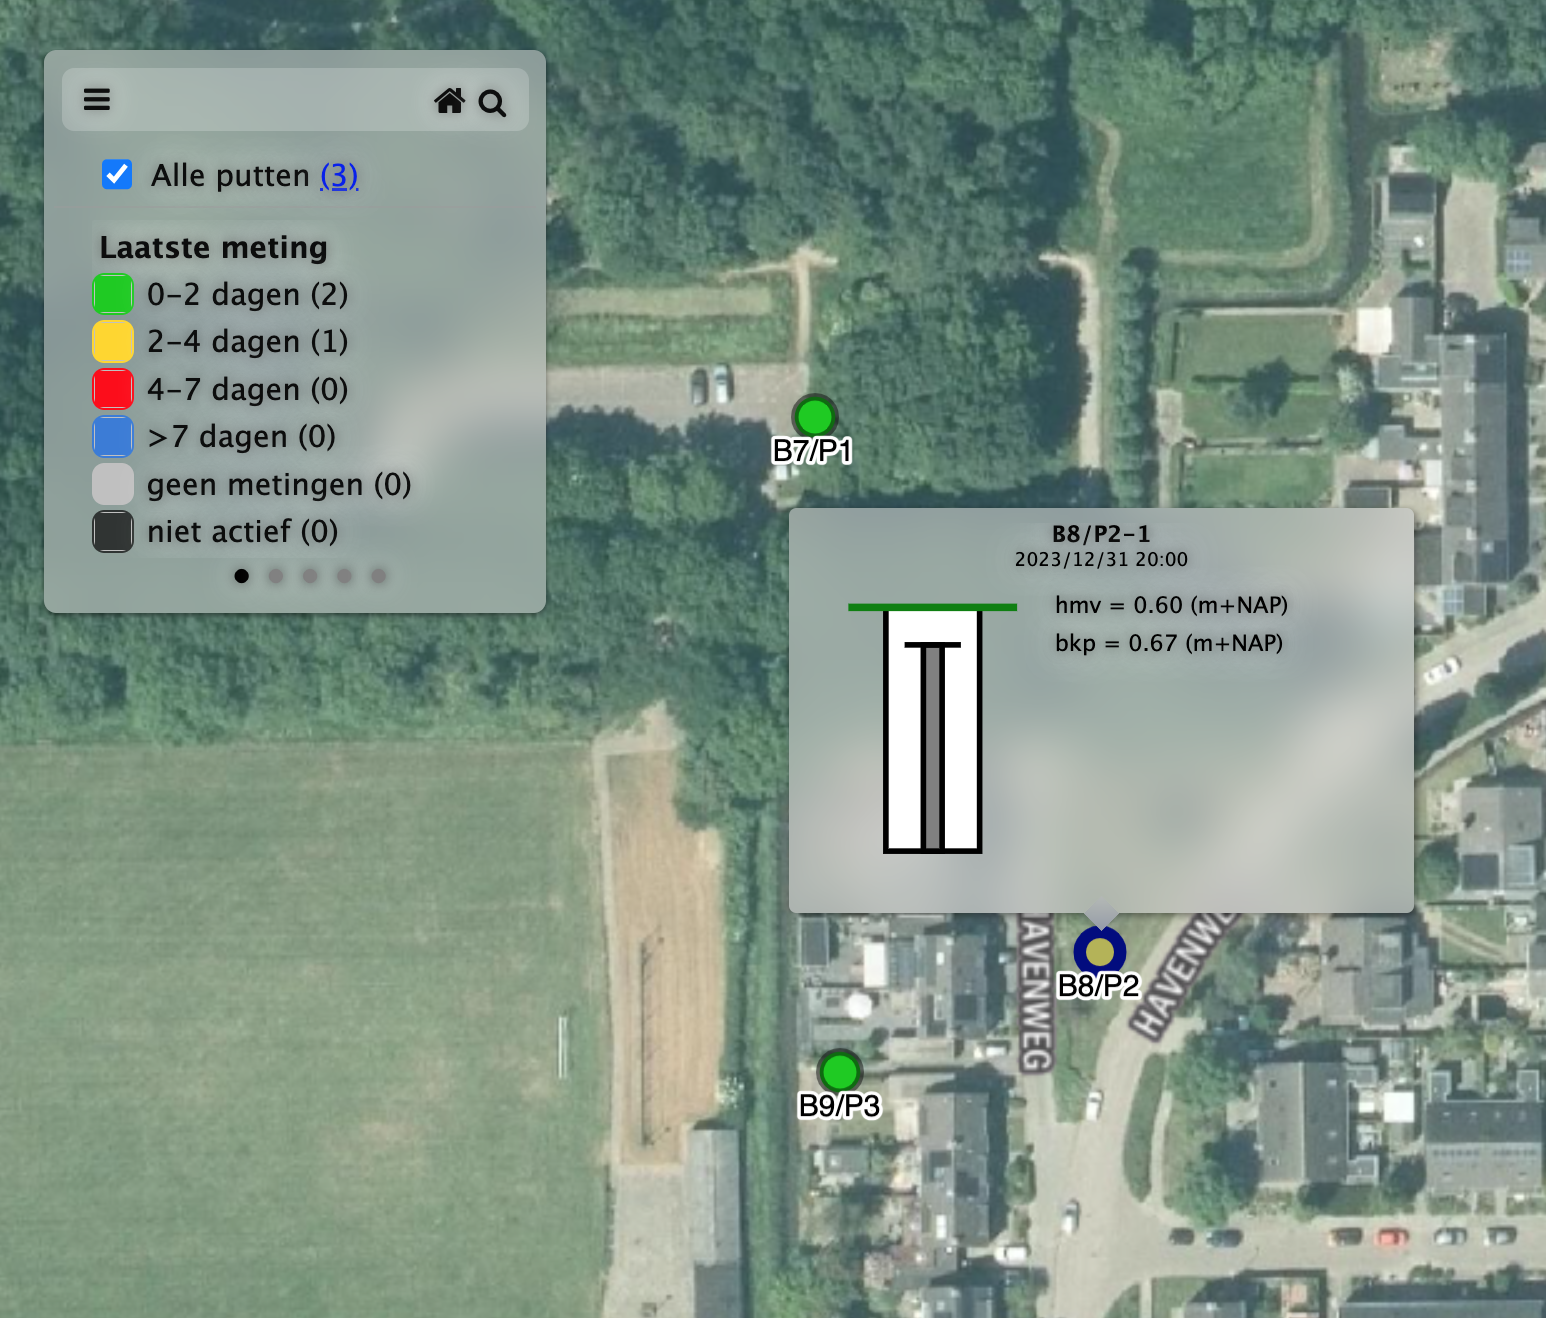 Alle putten (3)
Laatste meting
0-2 dagen (2)
2-4 dagen (1)
4-7 dagen (0)
>7 dagen (0)
geen metingen (0)
niet actief (0)
B7/P1
B8/P2-1
2023/12/31 20:00
hmv = 0.60 (m+NAP)
bkp = 0.67 (m+NAP)
B8/P2
B9/P3